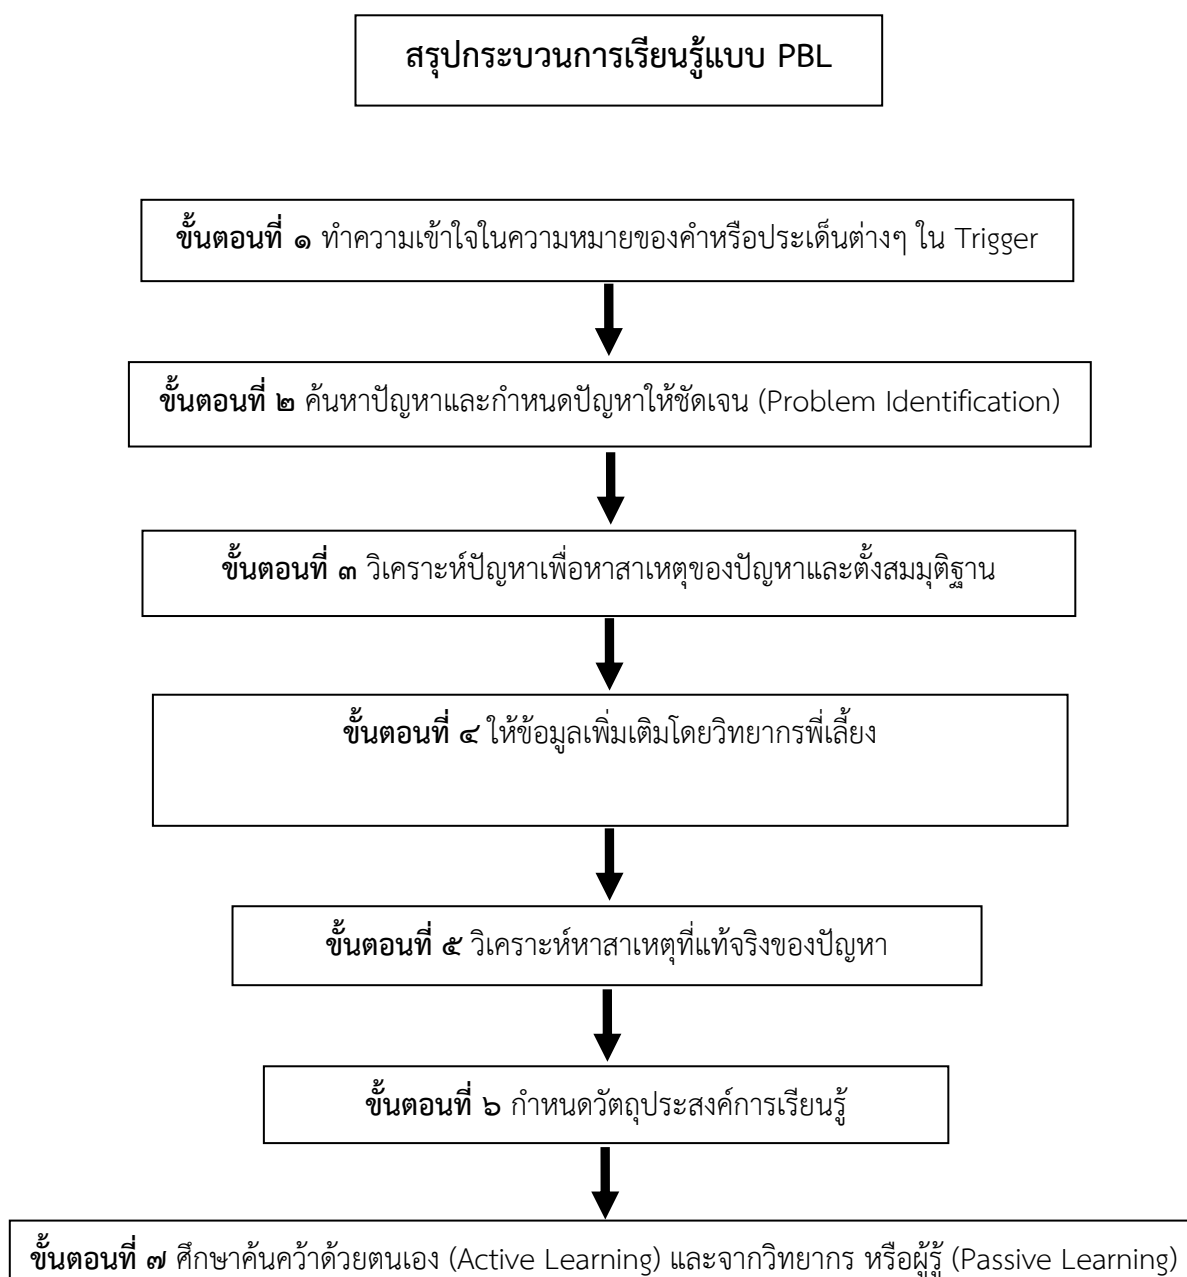 สรุปกระบวนการเรียนรู้แบบ PBL
ขั้นตอนที่ ๑ ทำความเข้าใจในความหมายของคำหรือประเด็นต่างๆ ใน Trigger
ขั้นตอนที่ ๒ ค้นหาปัญหาและกำหนดปัญหาให้ชัดเจน (Problem Identification)
ขั้นตอนที่ ๓ วิเคราะห์ปัญหาเพื่อหาสาเหตุของปัญหาและตั้งสมมุติฐาน
ขั้นตอนที่ ๔ ให้ข้อมูลเพิ่มเติมโดยวิทยากรพี่เลี้ยง
ขั้นตอนที่ ๕ วิเคราะห์หาสาเหตุที่แท้จริงของปัญหา
ขั้นตอนที่ ๖ กำหนดวัตถุประสงค์การเรียนรู้
ขั้นตอนที่ ๗ ศึกษาค้นคว้าด้วยตนเอง (Active Learning) และจากวิทยากร หรือผู้รู้ (Passive Learning)